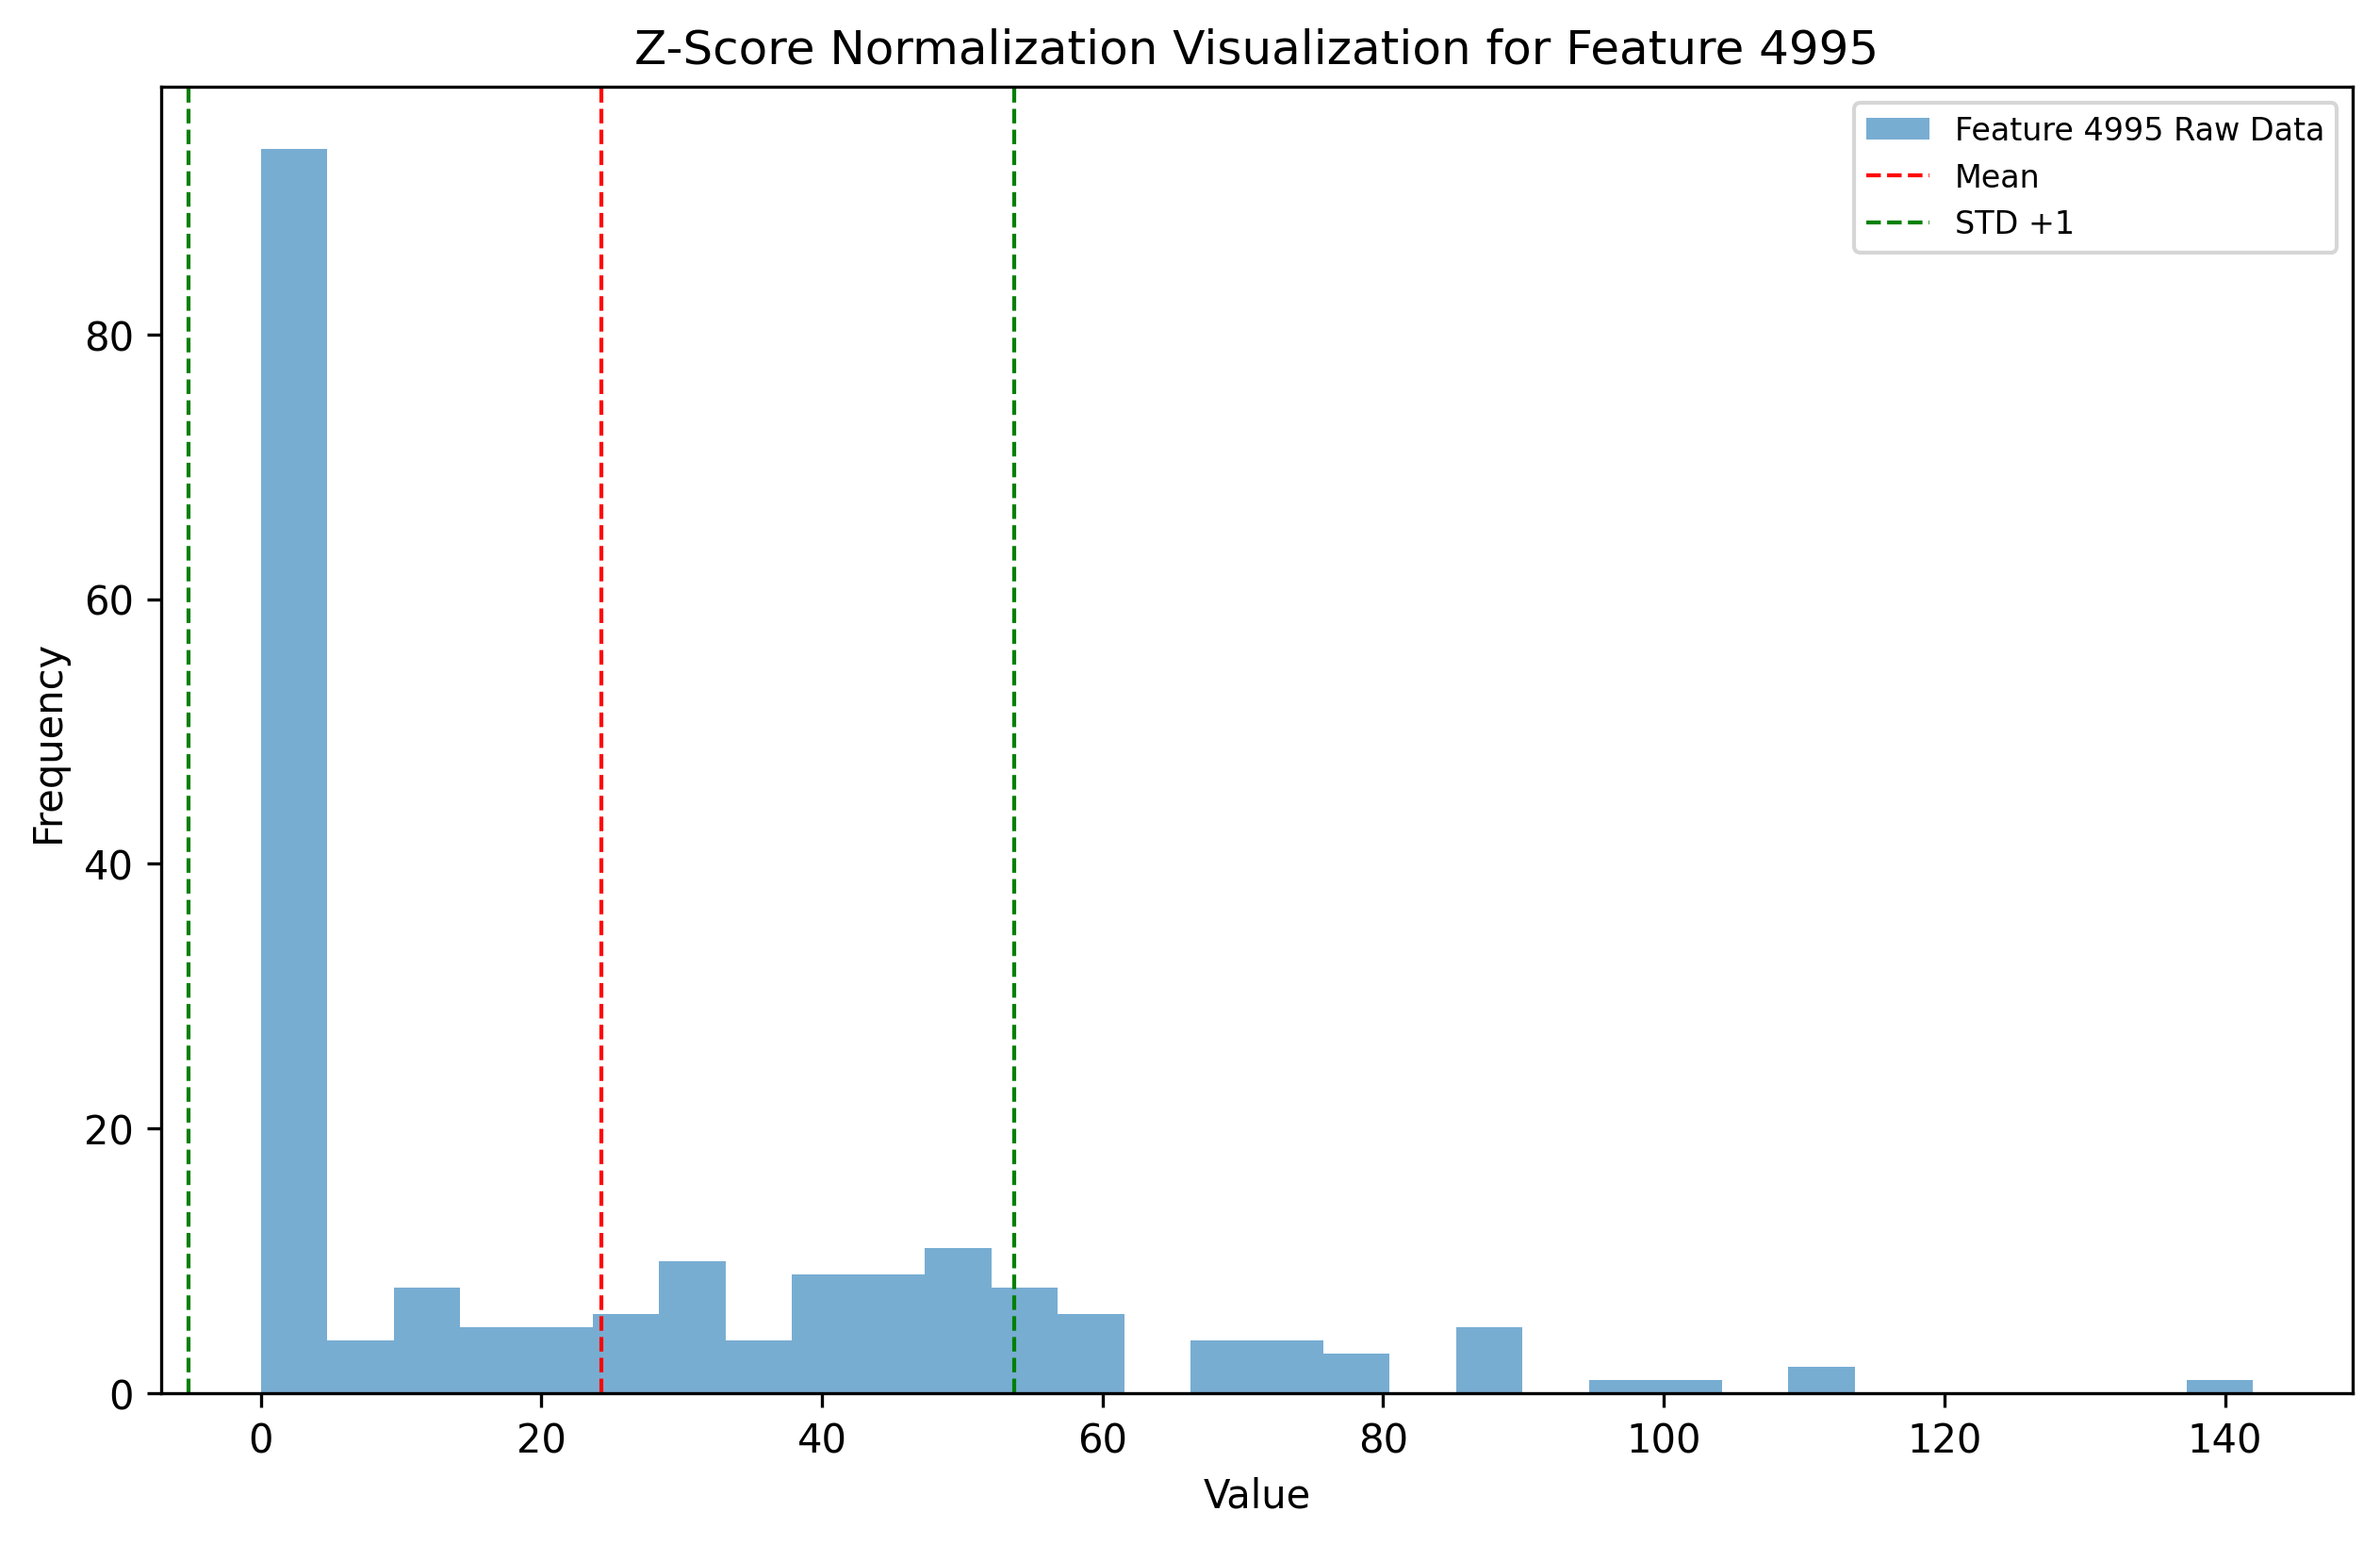 Z-Score Normalization Visualization for Feature 4995
Feature 4995 Raw Data
Mean
STD +1
80
60
40
20
0
Frequency
0 20 40 60 80 100 120 140
Value